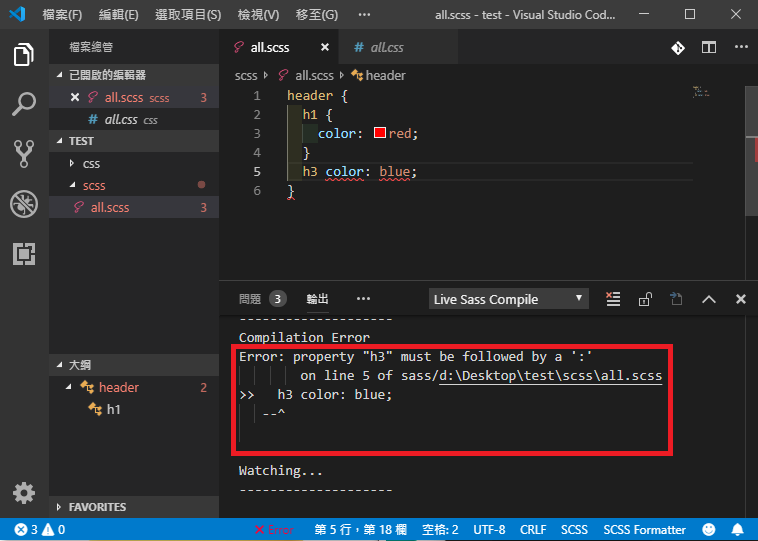 檔案(F) 編輯(E) 選取項目(S) 檢視(V) 移至(G) ··· all.scss - test - Visual Studio Cod...
檔案總管
已開啟的編輯器
all.scss scss 3
all.css css
TEST
css
scss
all.scss 3
大綱
header 2
h1
FAVORITES
all.scss all.css
scss all.scss header
1 header {
2 h1 {
3 color: red;
4 }
5 h3 color: blue;
6 }
問題 3 輸出 ··· Live Sass Compile
--------------------
Compilation Error
Error: property "h3" must be followed by a ':'
on line 5 of sass/d:\Desktop\test\scss\all.scss
>> h3 color: blue;
--^
Watching...
--------------------
3 0 Error 第 5 行，第 18 欄 空格: 2 UTF-8 CRLF SCSS SCSS Formatter